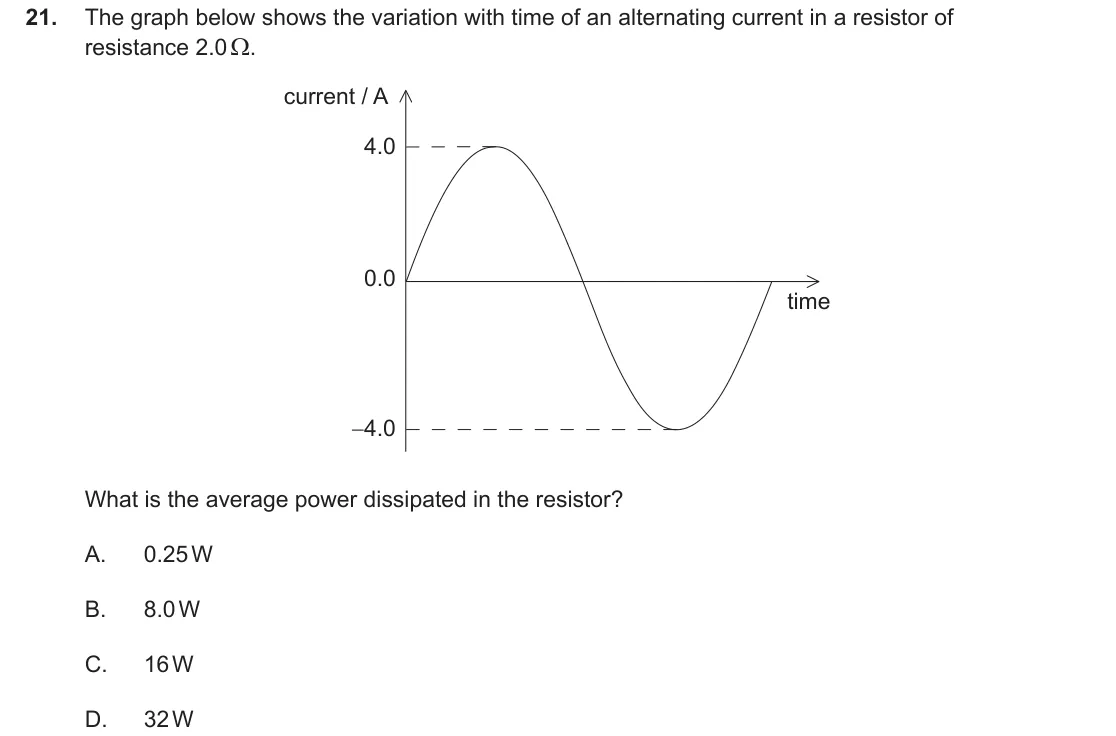 21. The graph below shows the variation with time of an alternating current in a resistor of
resistance 2.0Ω.
current / A
4.0
0.0
time
–4.0
What is the average power dissipated in the resistor?
A. 0.25W
B. 8.0W
C. 16W
D. 32W